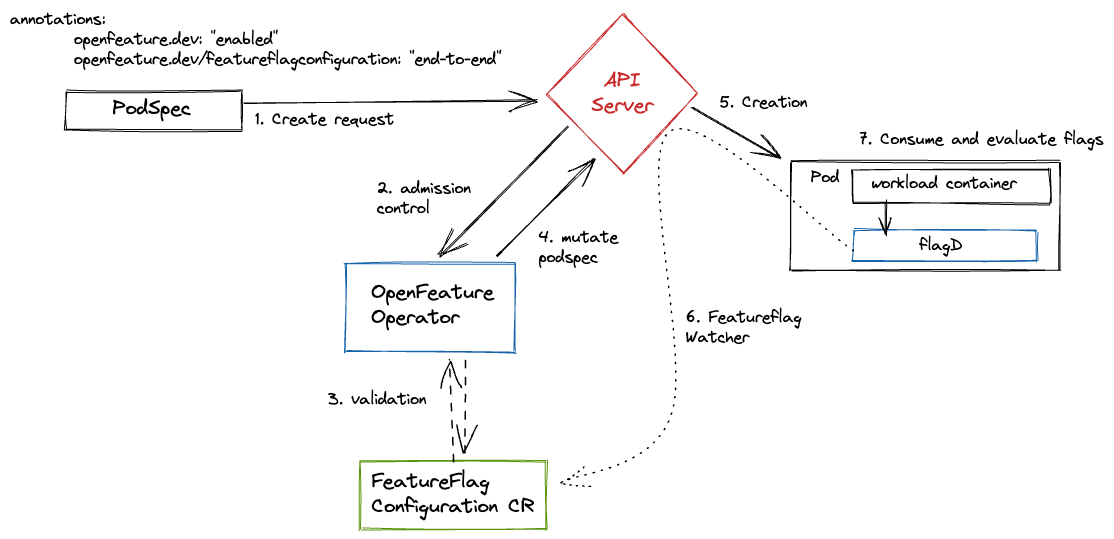 annotations:
openfeature.dev: "enabled"
openfeature.dev/featureflagconfiguration: "end-to-end"
PodSpec
1. Create request
API
Server
5. Creation
7. Consume and evaluate flags
Pod
workload container
flagD
2. admission
control
4. mutate
podspec
OpenFeature
Operator
6. Featureflag
Watcher
3. validation
FeatureFlag
Configuration CR